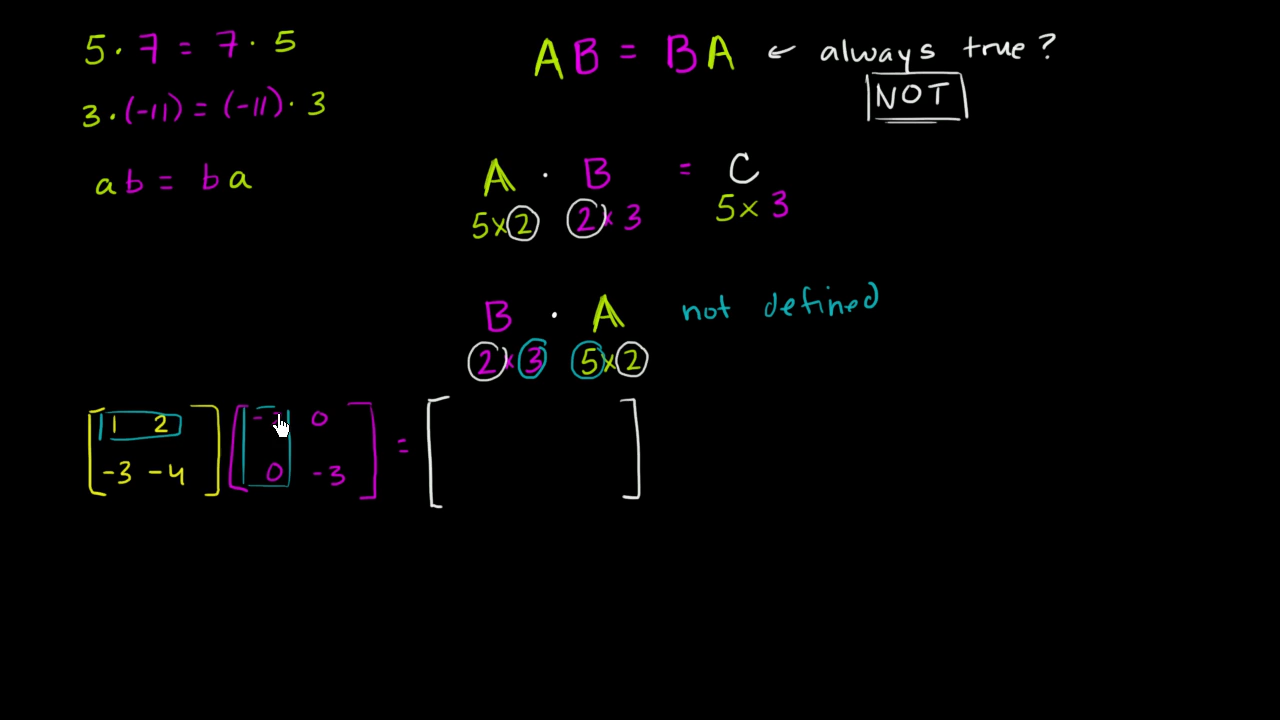 5 · 7 = 7 · 5
3 · (-11) = (-11) · 3
ab = ba
AB = BA ← always true?
NOT
A · B = C
5×2 2×3 5×3
B · A not defined
2×3 5×2
[1 2] [- 0] = [ ]
[-3 -4] [0 -3]